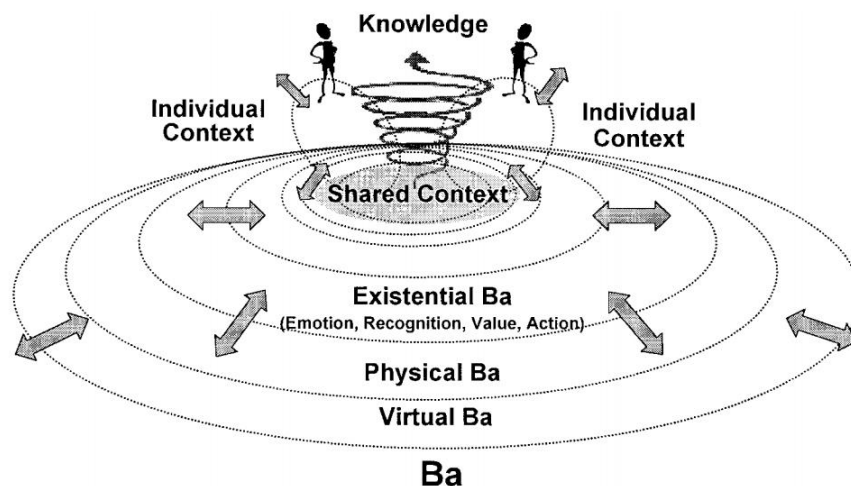 Knowledge
Individual
Context
Individual
Context
Shared Context
Existential Ba
(Emotion, Recognition, Value, Action)
Physical Ba
Virtual Ba
Ba